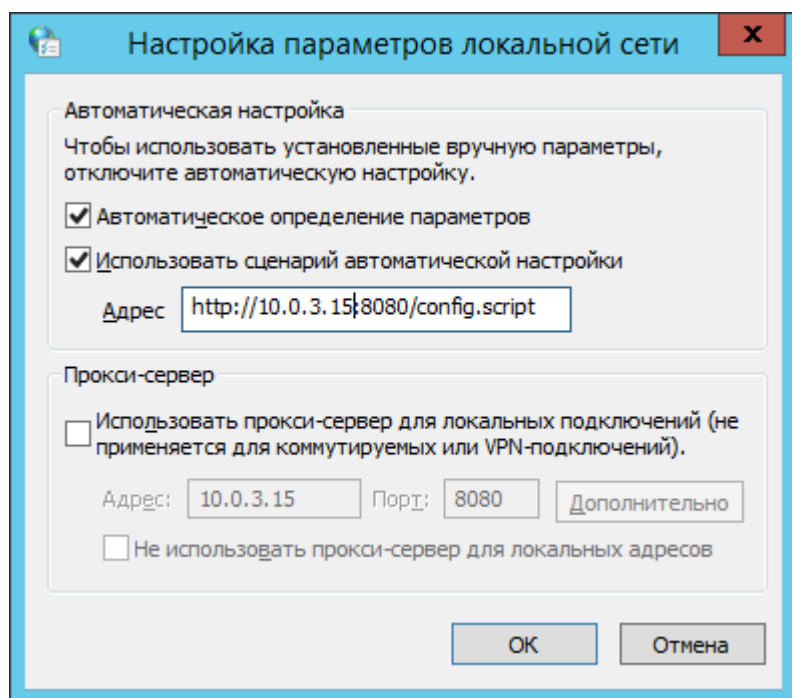 Настройка параметров локальной сети
x
Автоматическая настройка
Чтобы использовать установленные вручную параметры,
отключите автоматическую настройку.
Автоматическое определение параметров
Использовать сценарий автоматической настройки
Адрес http://10.0.3.15:8080/config.script
Прокси-сервер
Использовать прокси-сервер для локальных подключений (не
применяется для коммутируемых или VPN-подключений).
Адрес: 10.0.3.15 Порт: 8080 Дополнительно
Не использовать прокси-сервер для локальных адресов
ОК Отмена